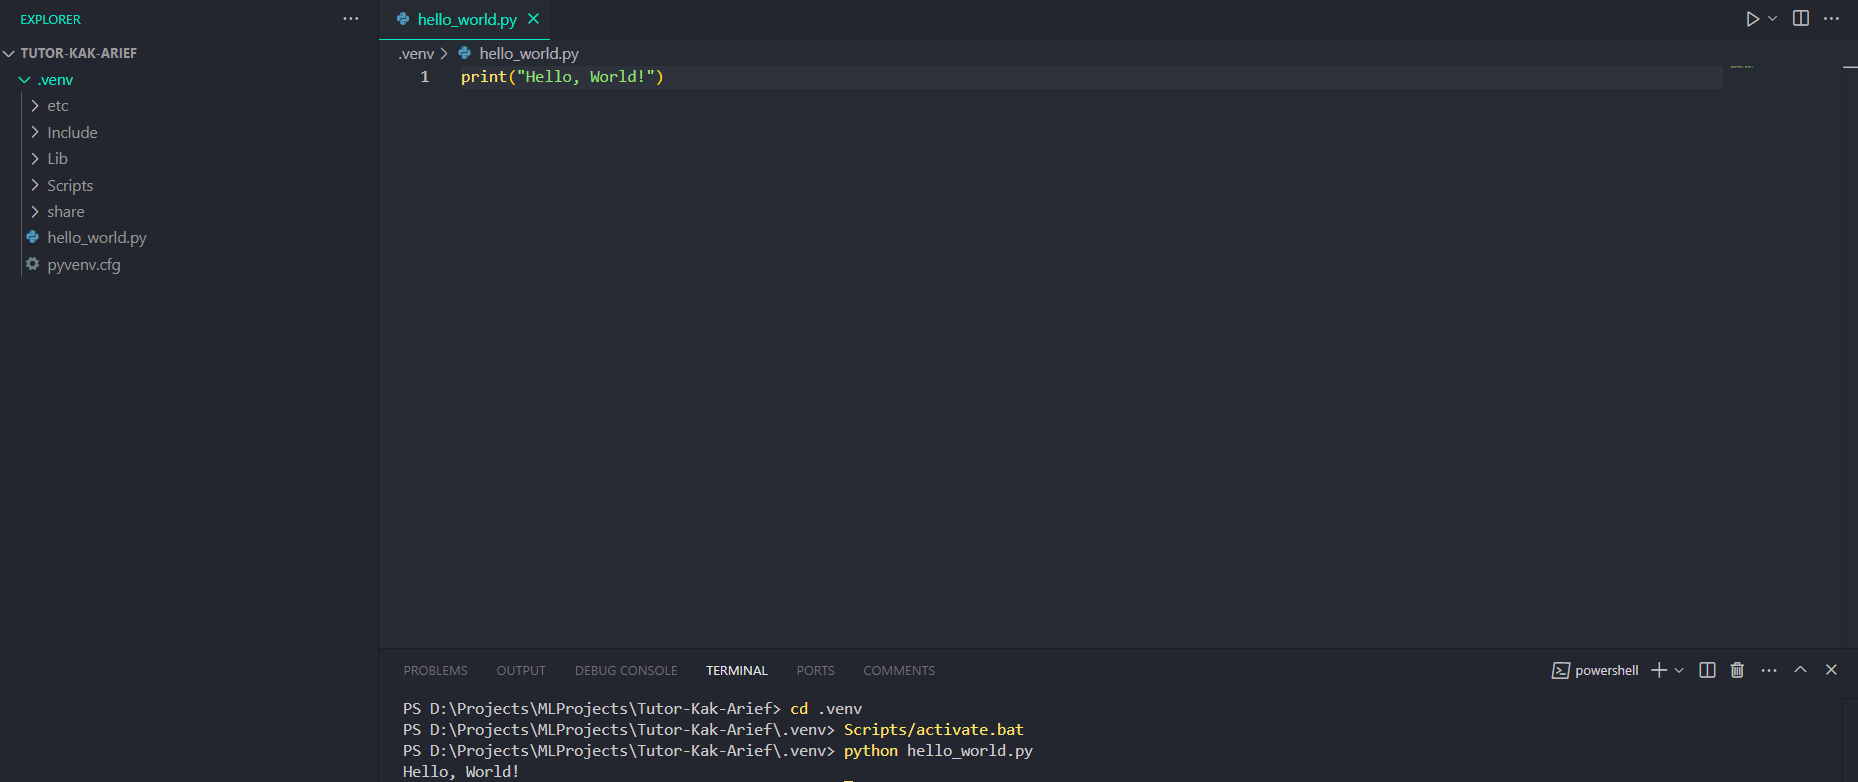 EXPLORER
TUTOR-KAK-ARIEF
.venv
etc
Include
Lib
Scripts
share
hello_world.py
pyvenv.cfg
hello_world.py
.venv > hello_world.py
1 print("Hello, World!")
PROBLEMS OUTPUT DEBUG CONSOLE TERMINAL PORTS COMMENTS
powershell
PS D:\Projects\MLProjects\Tutor-Kak-Arief> cd .venv
PS D:\Projects\MLProjects\Tutor-Kak-Arief\.venv> Scripts/activate.bat
PS D:\Projects\MLProjects\Tutor-Kak-Arief\.venv> python hello_world.py
Hello, World!